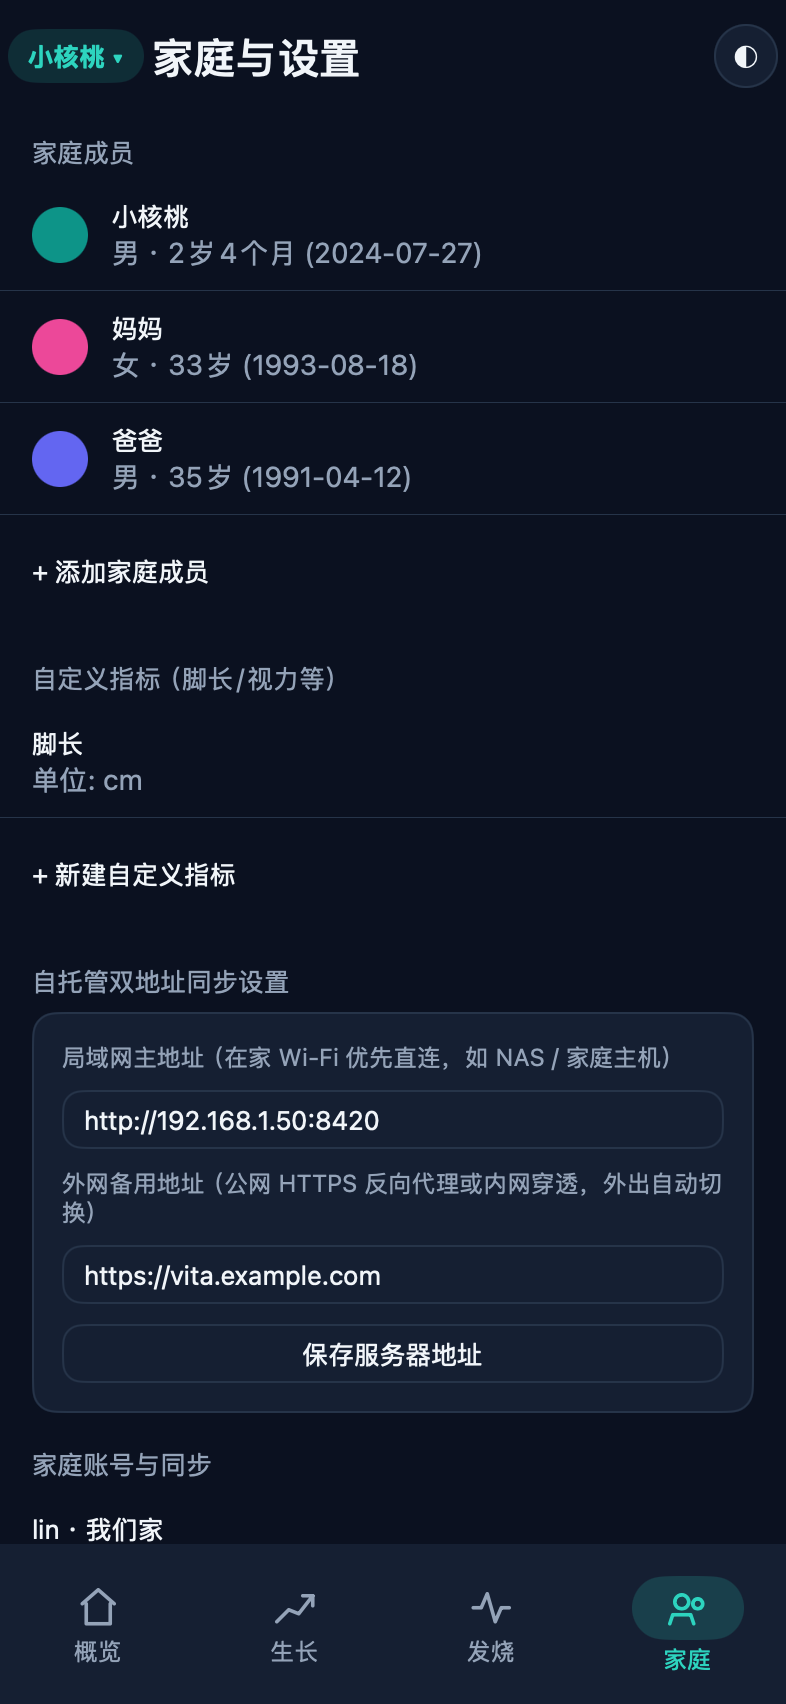 小核桃 ▾ 家庭与设置
家庭成员
小核桃
男 · 2岁4个月 (2024-07-27)
妈妈
女 · 33岁 (1993-08-18)
爸爸
男 · 35岁 (1991-04-12)
+ 添加家庭成员
自定义指标（脚长/视力等）
脚长
单位: cm
+ 新建自定义指标
自托管双地址同步设置
局域网主地址（在家 Wi-Fi 优先直连，如 NAS / 家庭主机）
http://192.168.1.50:8420
外网备用地址（公网 HTTPS 反向代理或内网穿透，外出自动切
换）
https://vita.example.com
保存服务器地址
家庭账号与同步
lin · 我们家
概览
生长
发烧
家庭